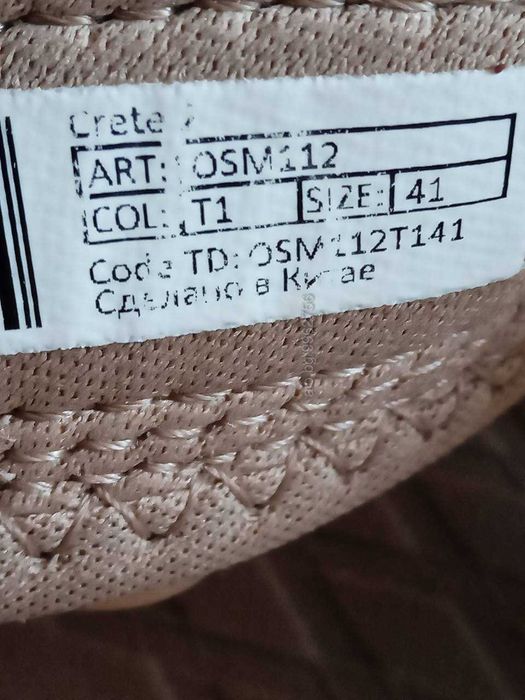 Crete 2
ART: OSM112
COL: T1 SIZE: 41
Code TD: OSM112T141
Сделано в Китае